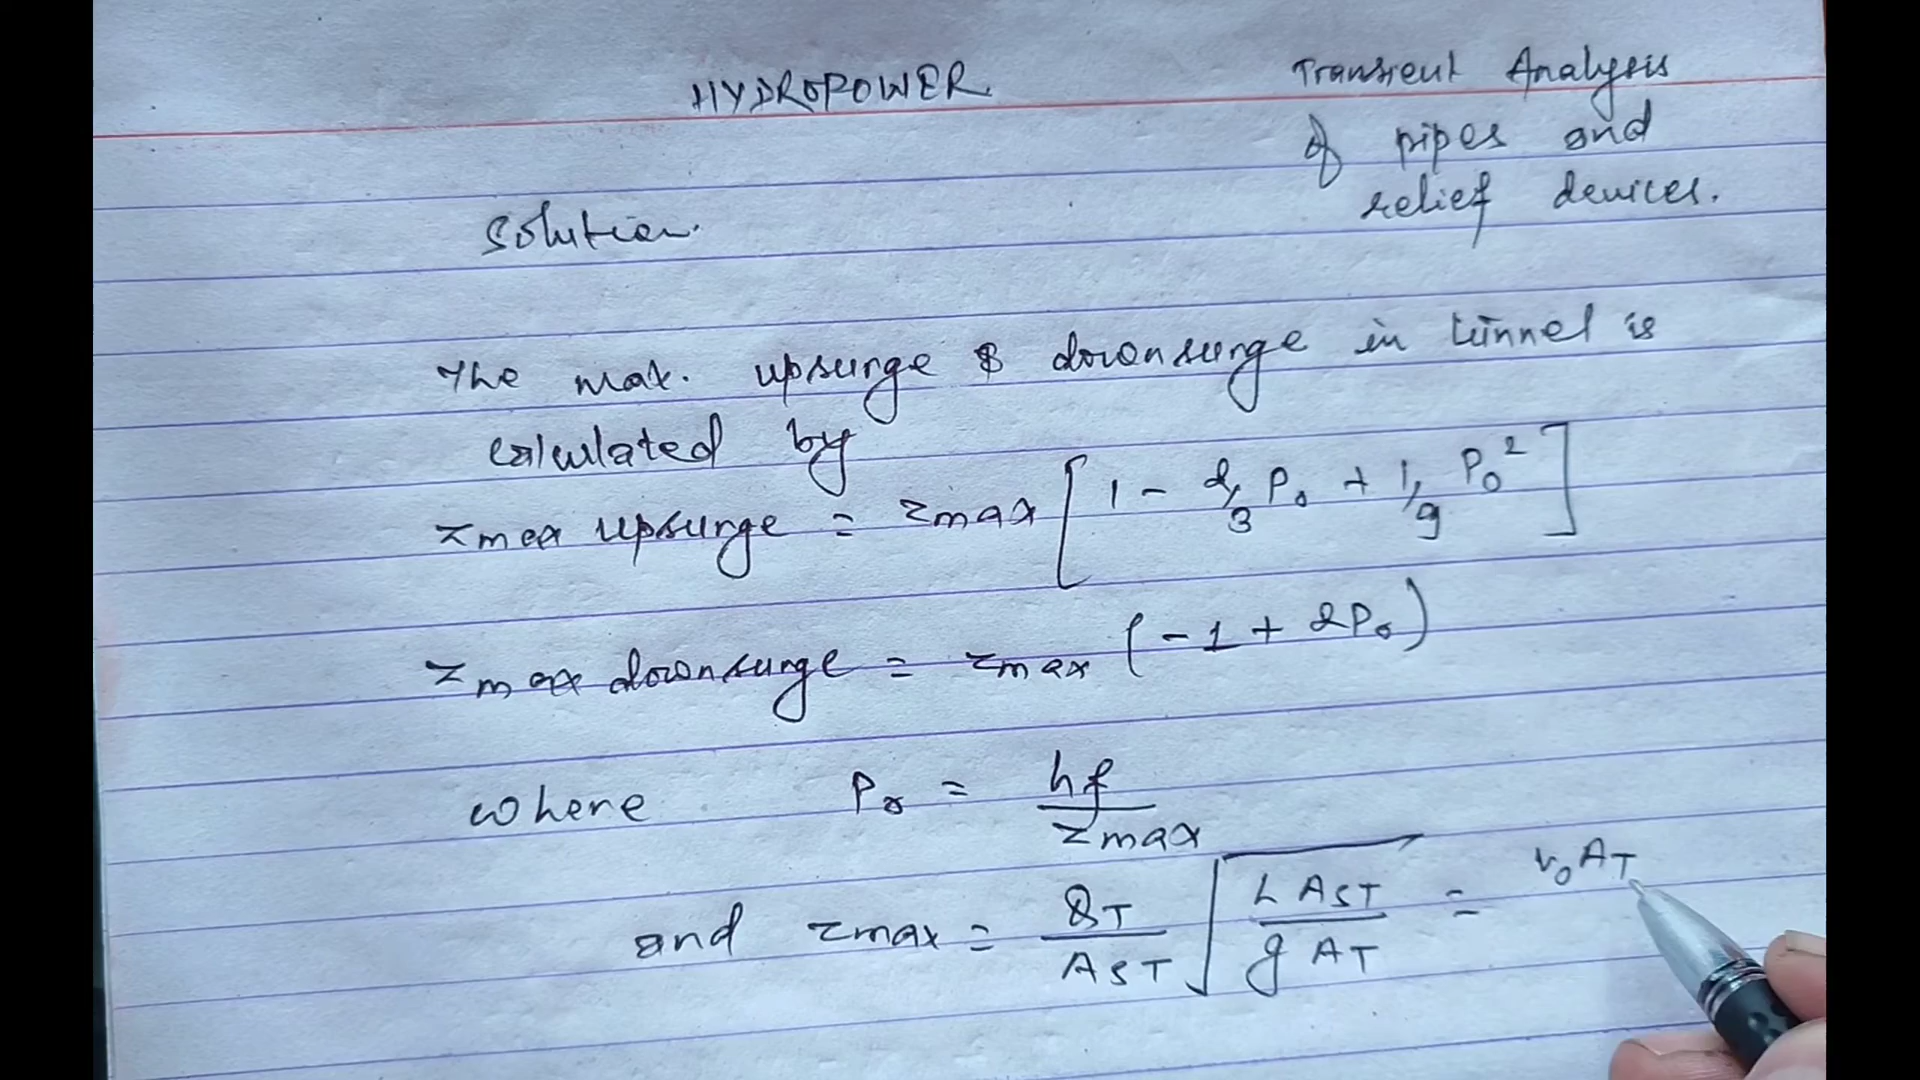 HYDROPOWER
Transient Analysis
of pipes and
relief devices.
Solution.
The max. upsurge & downsurge in tunnel is
calculated by
zmax upsurge = zmax [ 1 - 2/3 P₀ + 1/9 P₀² ]
zmax downsurge = zmax (-1 + 2P₀)
where P₀ = hf / zmax
and zmax = QT / AST √(L AST / g AT) = v₀AT